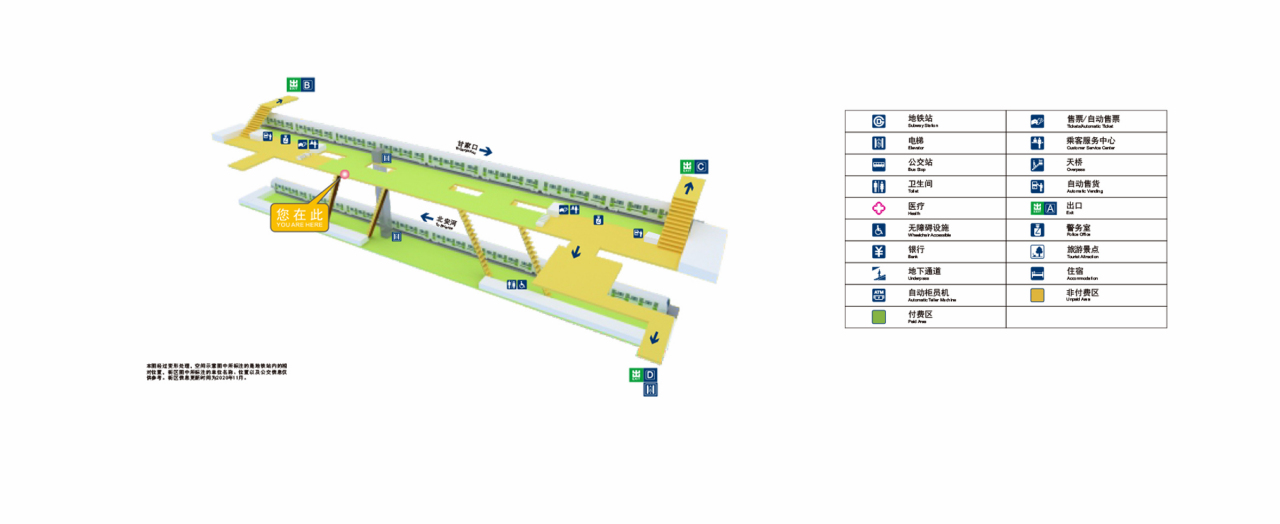 B
甘家口
To Ganjiakou
C
您在此
YOU ARE HERE
北安河
To Bei'anhe
D
本图经过变形处理，空间示意图中所标注的是地铁站内的相
对位置，街区图中所标注的单位名称、位置以及公交信息仅
供参考。街区信息更新时间为2020年11月。
地铁站
Subway Station
售票/自动售票
Tickets/Automatic Ticket
电梯
Elevator
乘客服务中心
Customer Service Center
公交站
Bus Stop
天桥
Overpass
卫生间
Toilet
自动售货
Automatic Vending
医疗
Health
A
出口
Exit
无障碍设施
Wheelchair Accessible
警务室
Police Office
银行
Bank
旅游景点
Tourist Attraction
地下通道
Underpass
住宿
Accommodation
ATM
自动柜员机
Automatic Teller Machine
非付费区
Unpaid Area
付费区
Paid Area